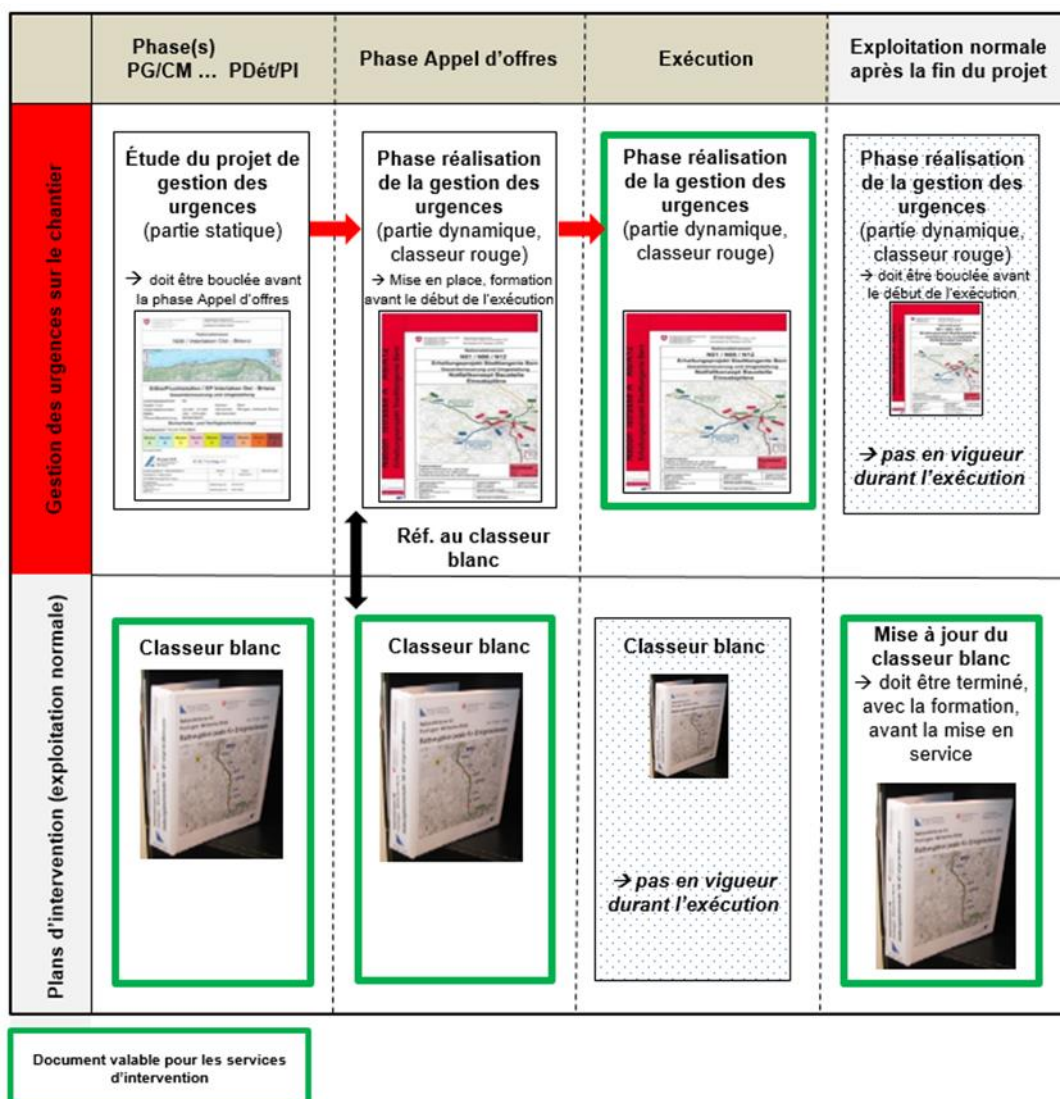 Phase(s)
PG/CM ... PDét/PI
Phase Appel d'offres
Exécution
Exploitation normale
après la fin du projet
Gestion des urgences sur le chantier
Étude du projet de
gestion des
urgences
(partie statique)
→ doit être bouclée avant
la phase Appel d'offres
Phase réalisation
de la gestion des
urgences
(partie dynamique,
classeur rouge)
→ Mise en place, formation
avant le début de l'exécution
Phase réalisation
de la gestion des
urgences
(partie dynamique,
classeur rouge)
Phase réalisation
de la gestion des
urgences
(partie dynamique,
classeur rouge)
→ doit être bouclée avant
le début de l'exécution
→ pas en vigueur
durant l'exécution
Réf. au classeur
blanc
Plans d'intervention (exploitation normale)
Classeur blanc
Classeur blanc
Classeur blanc
→ pas en vigueur
durant l'exécution
Mise à jour du
classeur blanc
→ doit être terminé,
avec la formation,
avant la mise en
service
Document valable pour les services
d'intervention